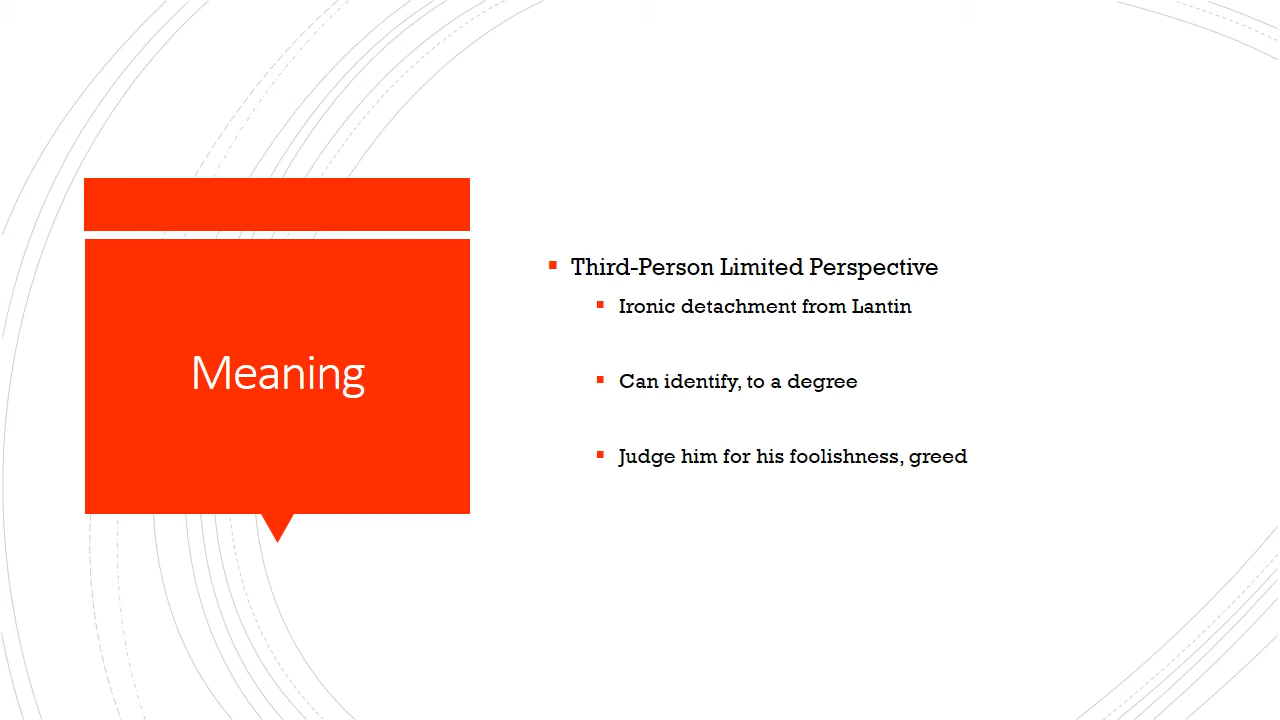 Meaning
Third-Person Limited Perspective
Ironic detachment from Lantin
Can identify, to a degree
Judge him for his foolishness, greed